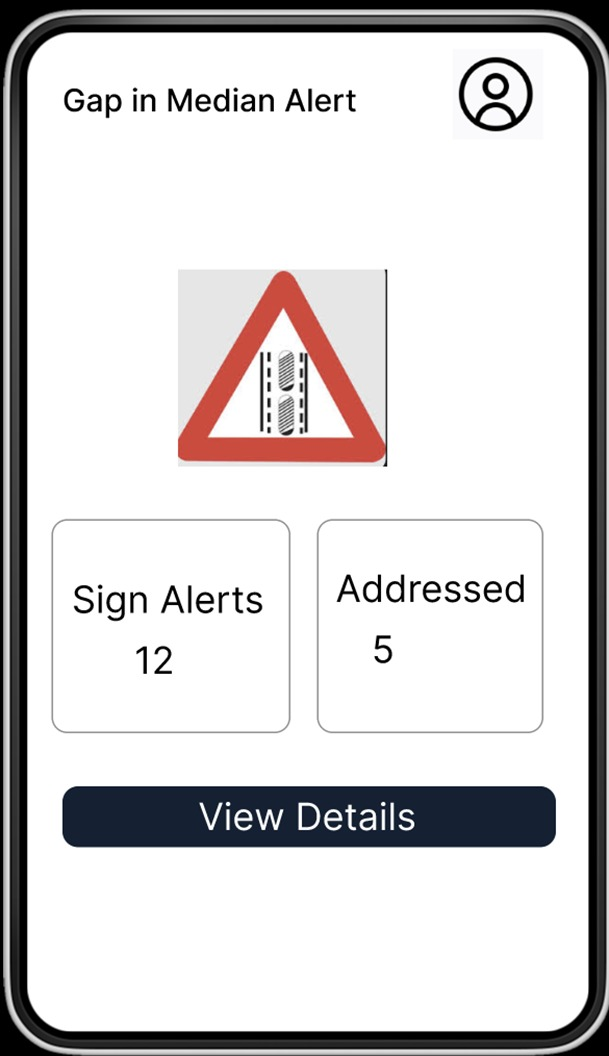 Gap in Median Alert
Sign Alerts
12
Addressed
5
View Details